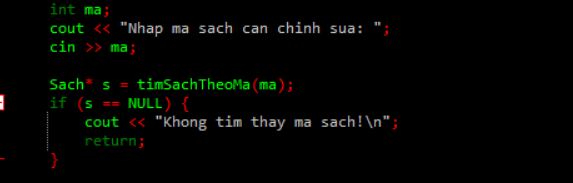 int ma;
cout << "Nhap ma sach can chinh sua: ";
cin >> ma;
Sach* s = timSachTheoMa(ma);
if (s == NULL) {
cout << "Khong tim thay ma sach!\n";
return;
}